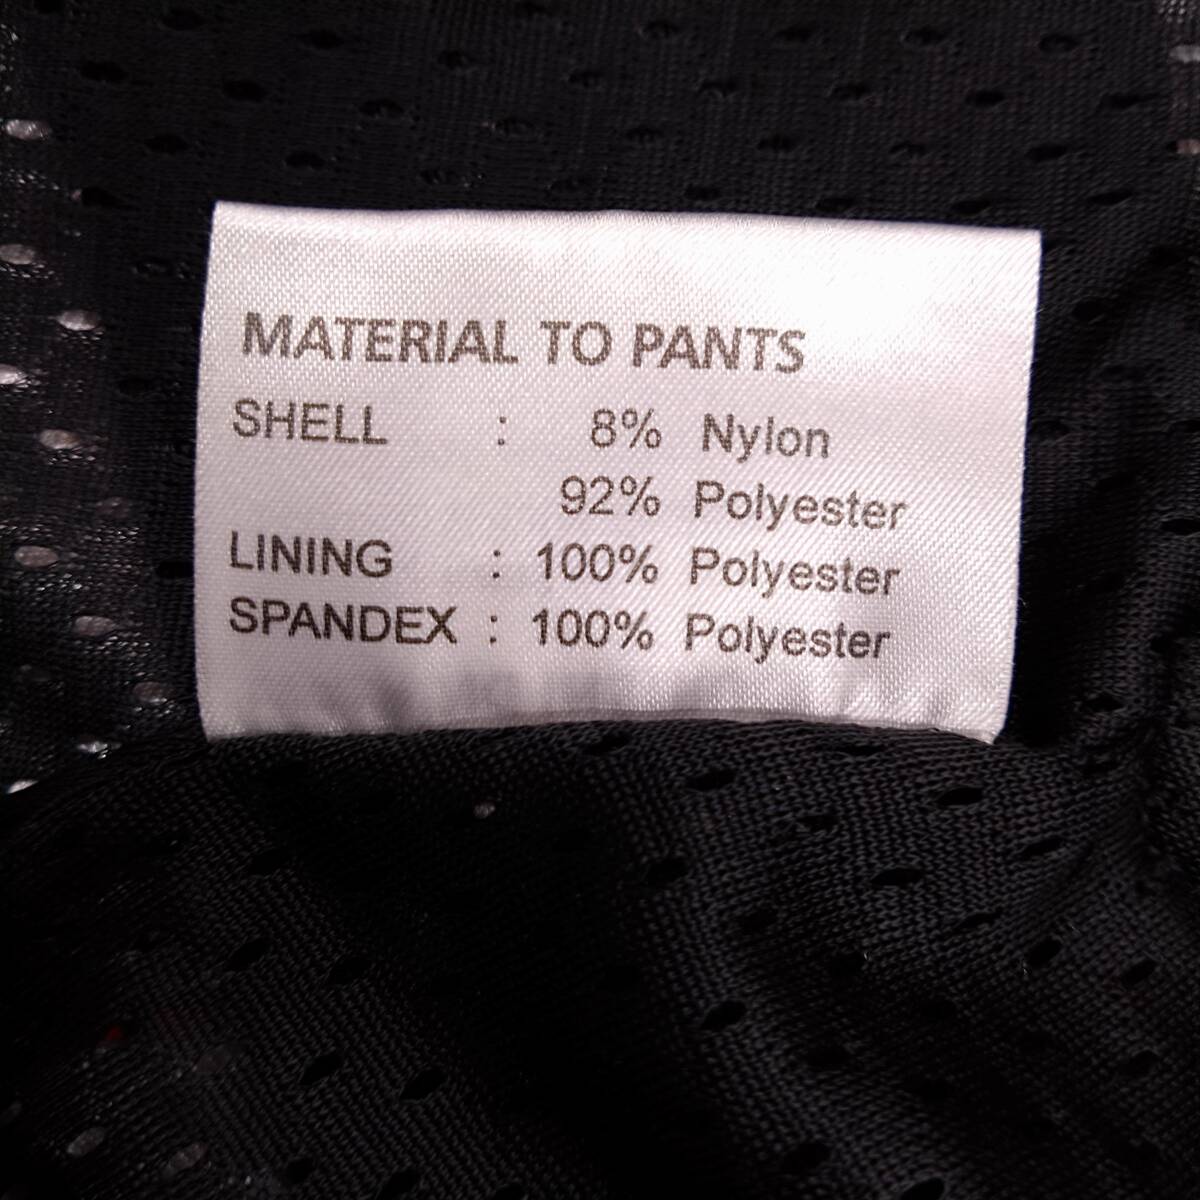 MATERIAL TO PANTS
SHELL : 8% Nylon
92% Polyester
LINING : 100% Polyester
SPANDEX : 100% Polyester